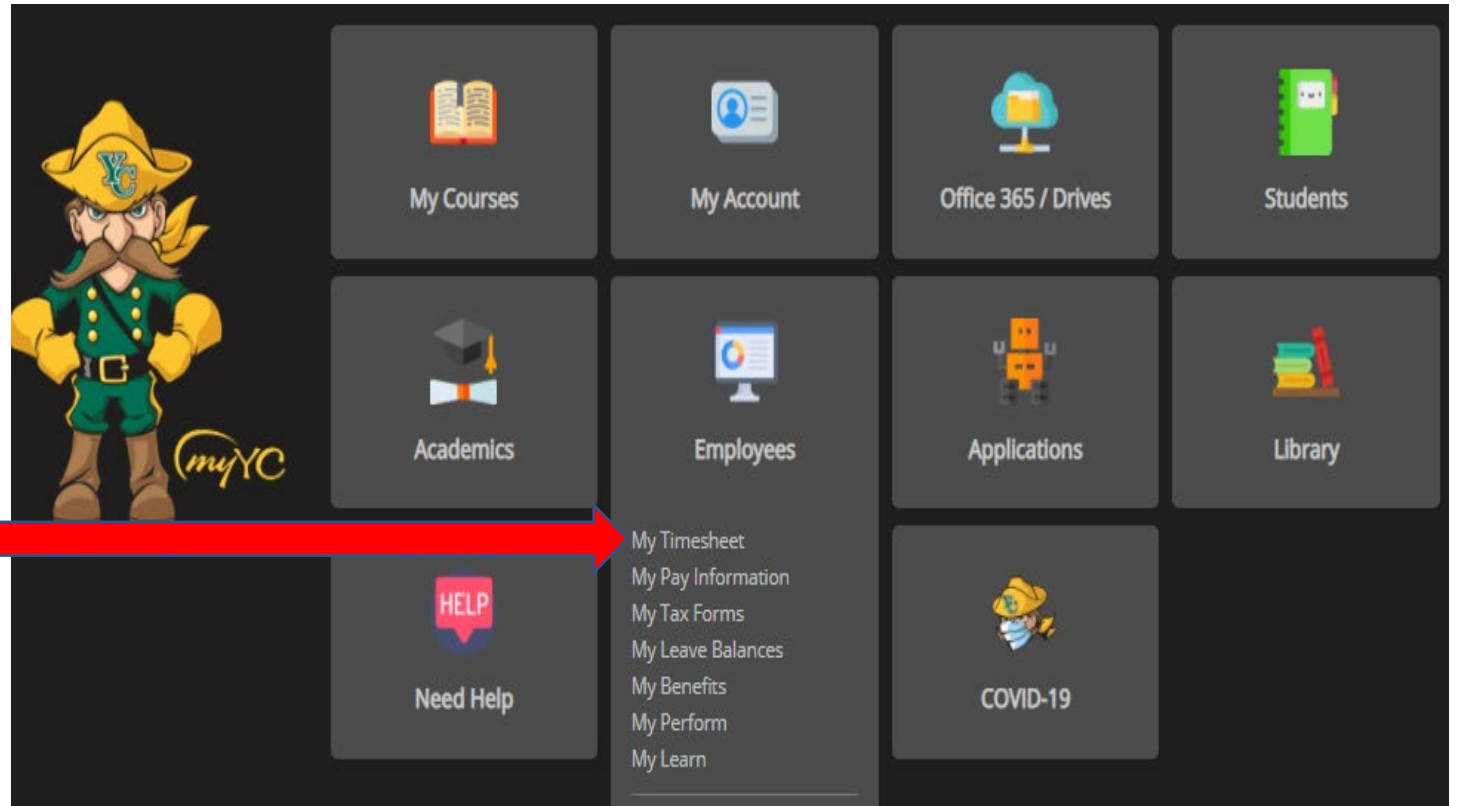 YC
myYC
My Courses
My Account
Office 365 / Drives
Students
Academics
Employees
Applications
Library
My Timesheet
My Pay Information
My Tax Forms
My Leave Balances
My Benefits
My Perform
My Learn
HELP
Need Help
YC
COVID-19